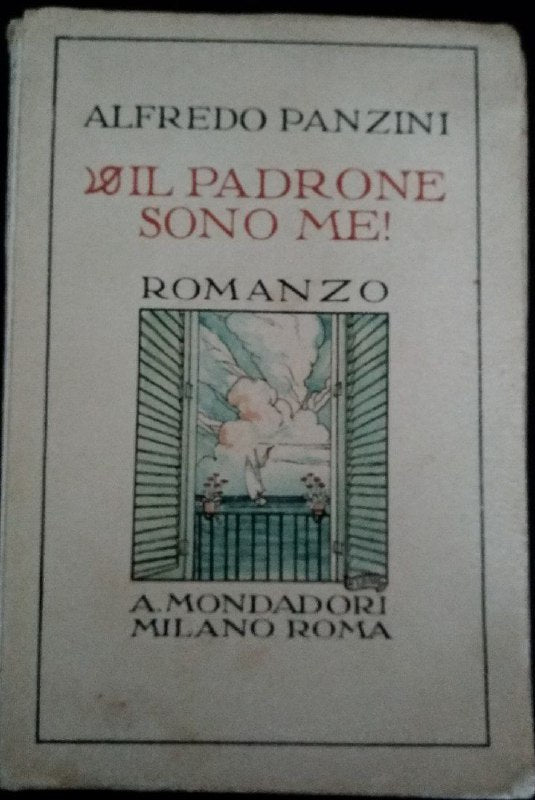 ALFREDO PANZINI
IL PADRONE
SONO ME!
ROMANZO
A. MONDADORI
MILANO ROMA